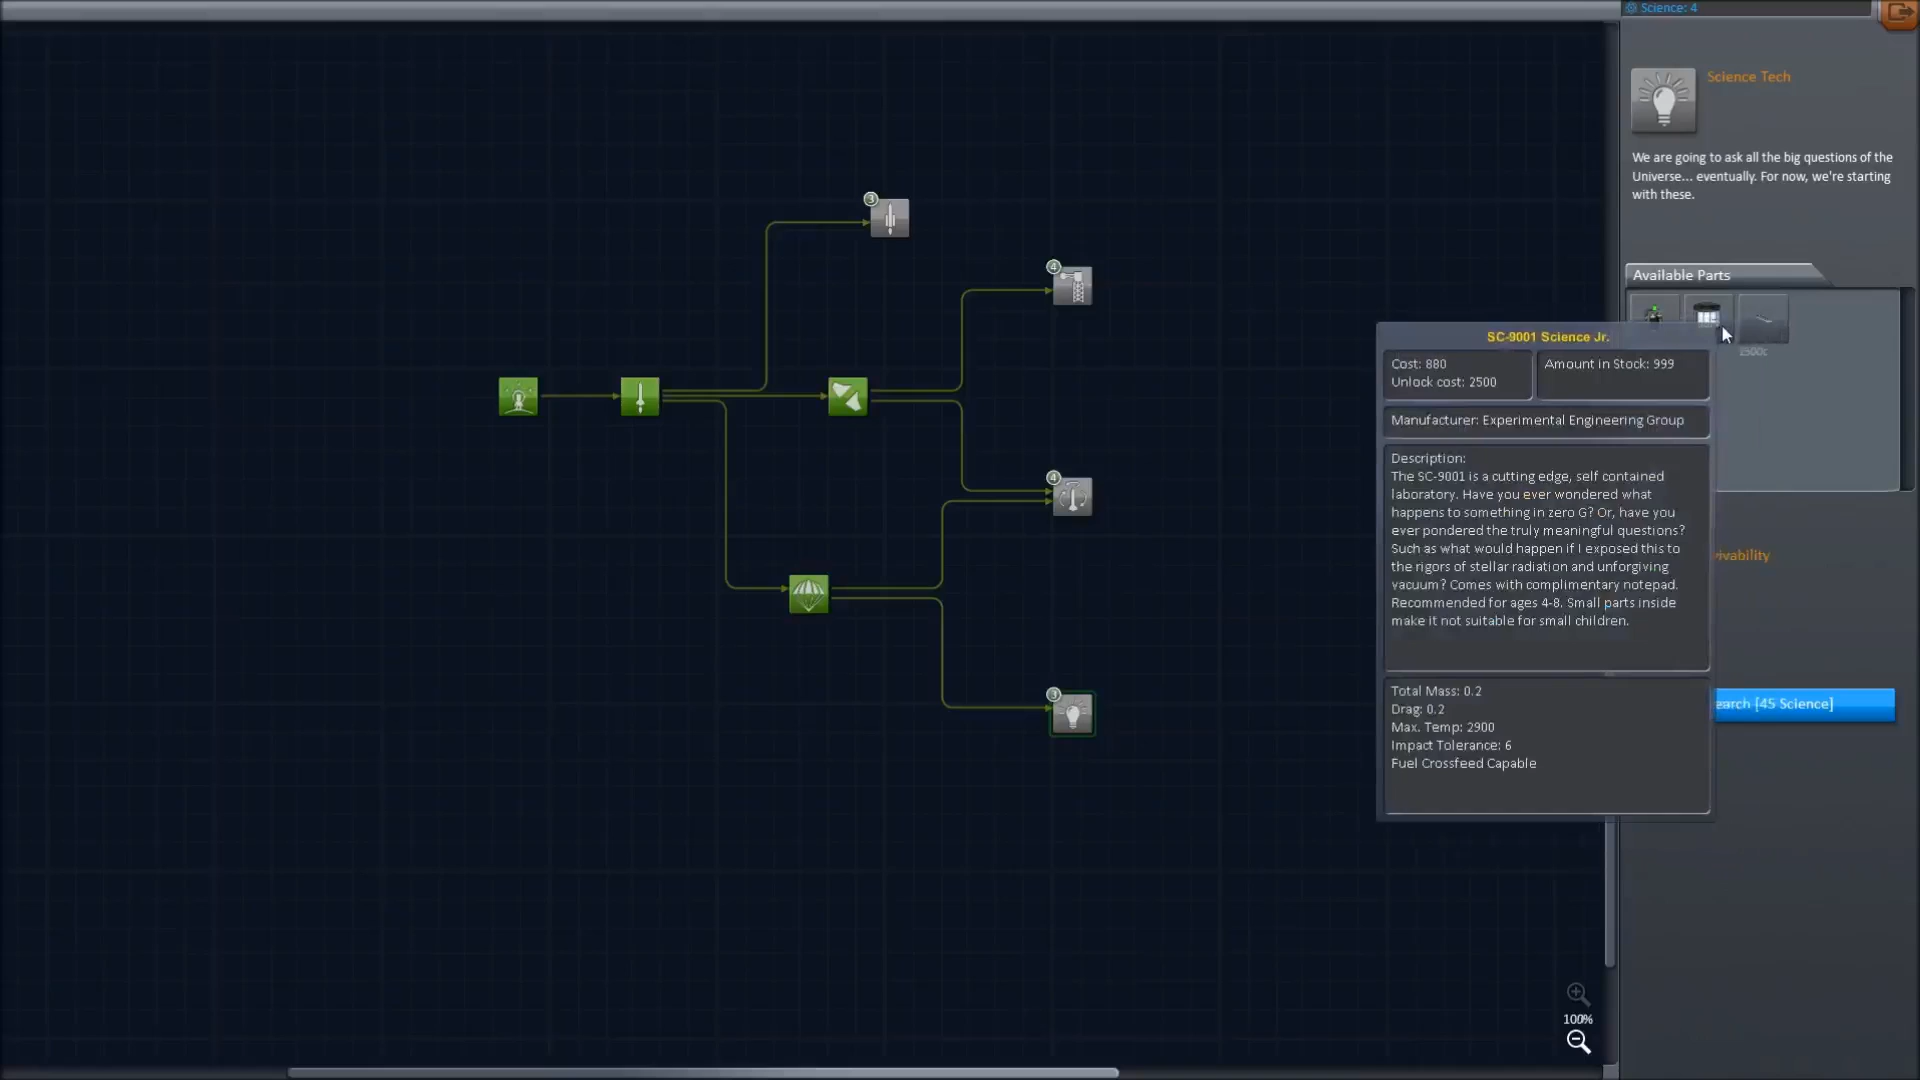 Science: 4
Science Tech
We are going to ask all the big questions of the
Universe... eventually. For now, we're starting
with these.
Available Parts
3
4
4
3
SC-9001 Science Jr.
Cost: 880
Unlock cost: 2500
Amount in Stock: 999
Manufacturer: Experimental Engineering Group
Description:
The SC-9001 is a cutting edge, self contained
laboratory. Have you ever wondered what
happens to something in zero G? Or, have you
ever pondered the truly meaningful questions?
Such as what would happen if I exposed this to
the rigors of stellar radiation and unforgiving
vacuum? Comes with complimentary notepad.
Recommended for ages 4-8. Small parts inside
make it not suitable for small children.
Total Mass: 0.2
Drag: 0.2
Max. Temp: 2900
Impact Tolerance: 6
Fuel Crossfeed Capable
vivability
earch [45 Science]
100%